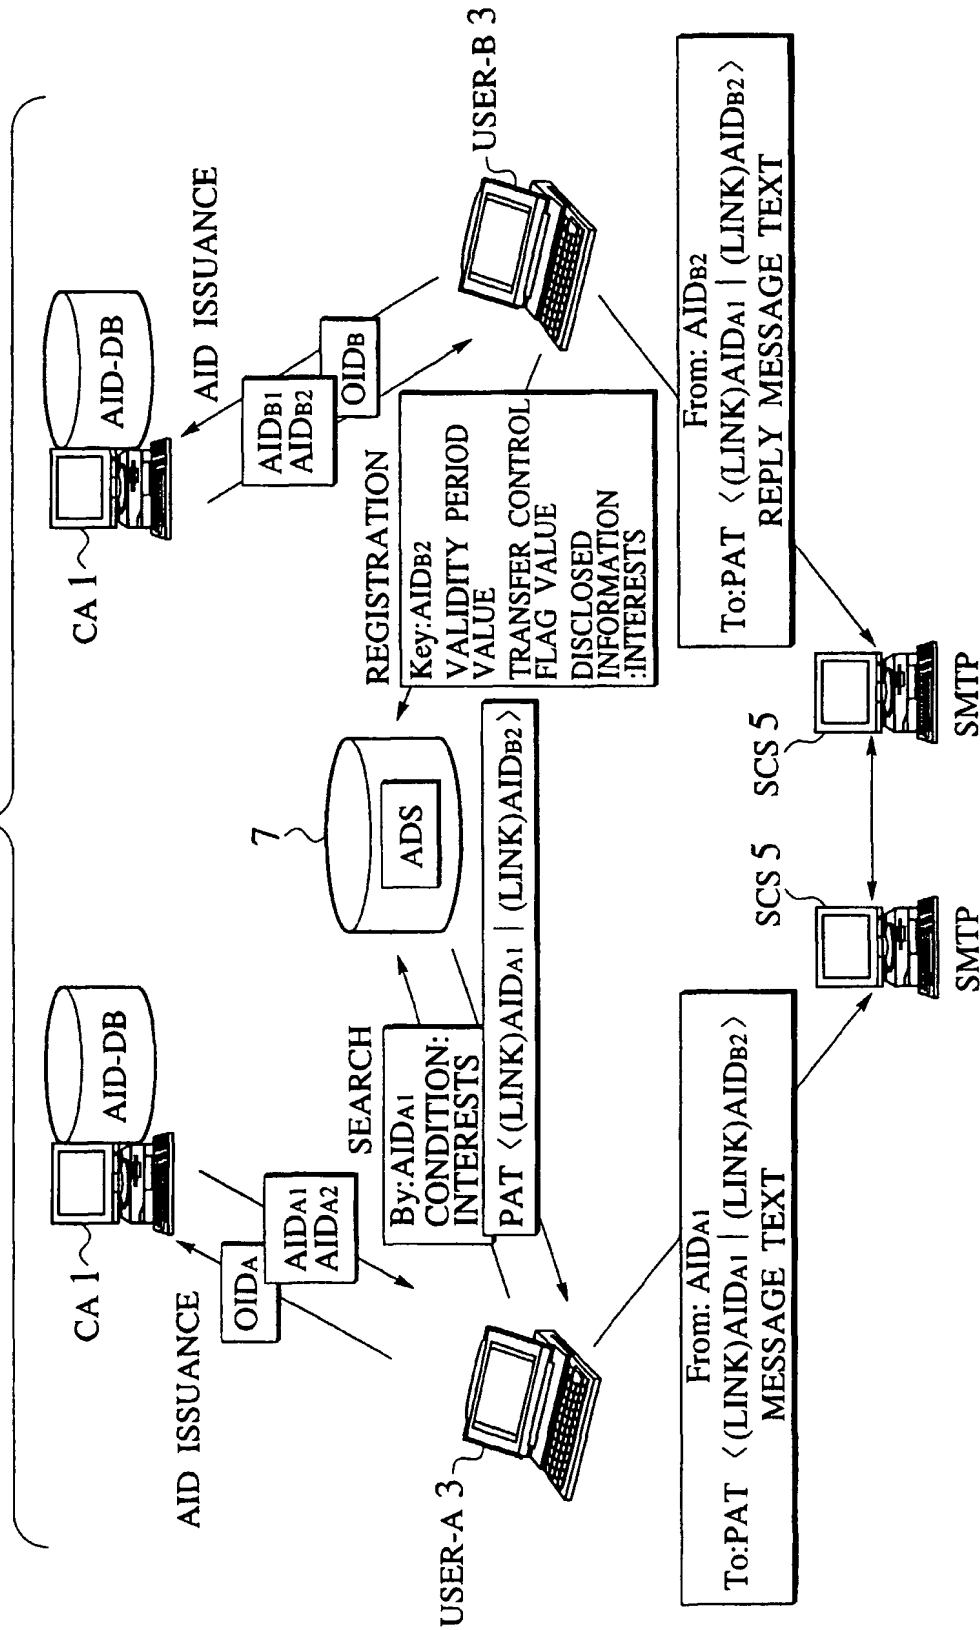 CA 1
AID-DB
AID ISSUANCE
OIDA
AIDA1
AIDA2
USER-A 3
SEARCH
By:AIDA1
CONDITION:
INTERESTS
7
ADS
PAT <(LINK)AIDA1 | (LINK)AIDB2>
CA 1
AID-DB
AID ISSUANCE
AIDB1
AIDB2
OIDB
USER-B 3
REGISTRATION
Key:AIDB2
VALIDITY PERIOD
VALUE
TRANSFER CONTROL
FLAG VALUE
DISCLOSED
INFORMATION
:INTERESTS
From: AIDA1
To:PAT <(LINK)AIDA1 | (LINK)AIDB2>
MESSAGE TEXT
SCS 5
SMTP
SCS 5
SMTP
From: AIDB2
To:PAT <(LINK)AIDA1 | (LINK)AIDB2>
REPLY MESSAGE TEXT